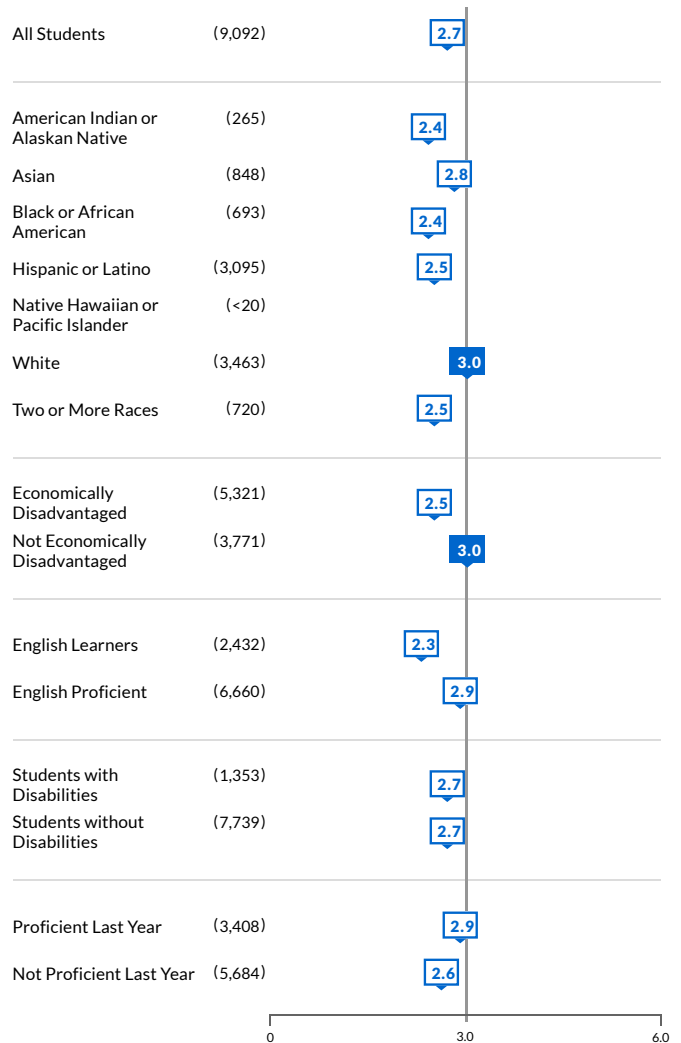 All Students (9,092) 2.7
American Indian or (265) 2.4
Alaskan Native
Asian (848) 2.8
Black or African (693) 2.4
American
Hispanic or Latino (3,095) 2.5
Native Hawaiian or (<20)
Pacific Islander
White (3,463) 3.0
Two or More Races (720) 2.5
Economically (5,321) 2.5
Disadvantaged
Not Economically (3,771) 3.0
Disadvantaged
English Learners (2,432) 2.3
English Proficient (6,660) 2.9
Students with (1,353) 2.7
Disabilities
Students without (7,739) 2.7
Disabilities
Proficient Last Year (3,408) 2.9
Not Proficient Last Year (5,684) 2.6
0 3.0 6.0